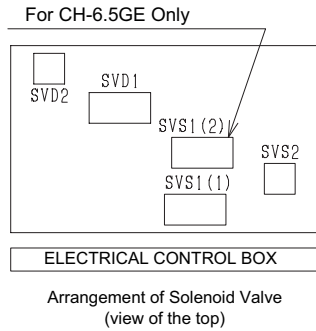 For CH-6.5GE Only
SVD2
SVD1
SVS1(2)
SVS1(1)
SVS2
ELECTRICAL CONTROL BOX
Arrangement of Solenoid Valve
(view of the top)